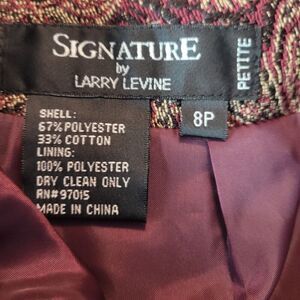 SIGNATURE
by
LARRY LEVINE
PETITE
8P
SHELL:
67% POLYESTER
33% COTTON
LINING:
100% POLYESTER
DRY CLEAN ONLY
RN#97015
MADE IN CHINA